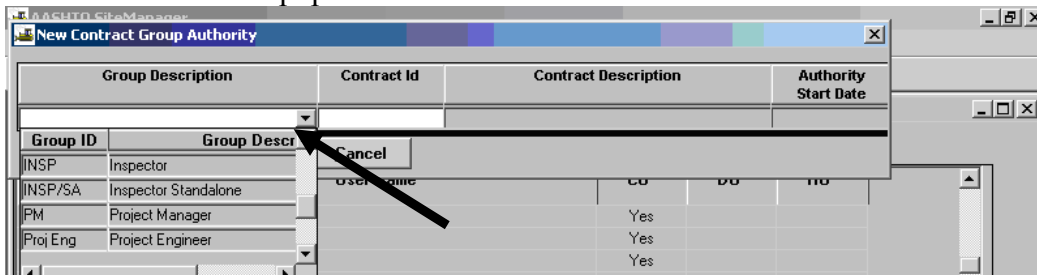 AASHTO SiteManager
New Contract Group Authority
Group Description Contract Id Contract Description Authority Start Date
Group ID Group Descr
Cancel
INSP Inspector
INSP/SA Inspector Standalone
PM Project Manager
Yes
Proj Eng Project Engineer
Yes
Yes